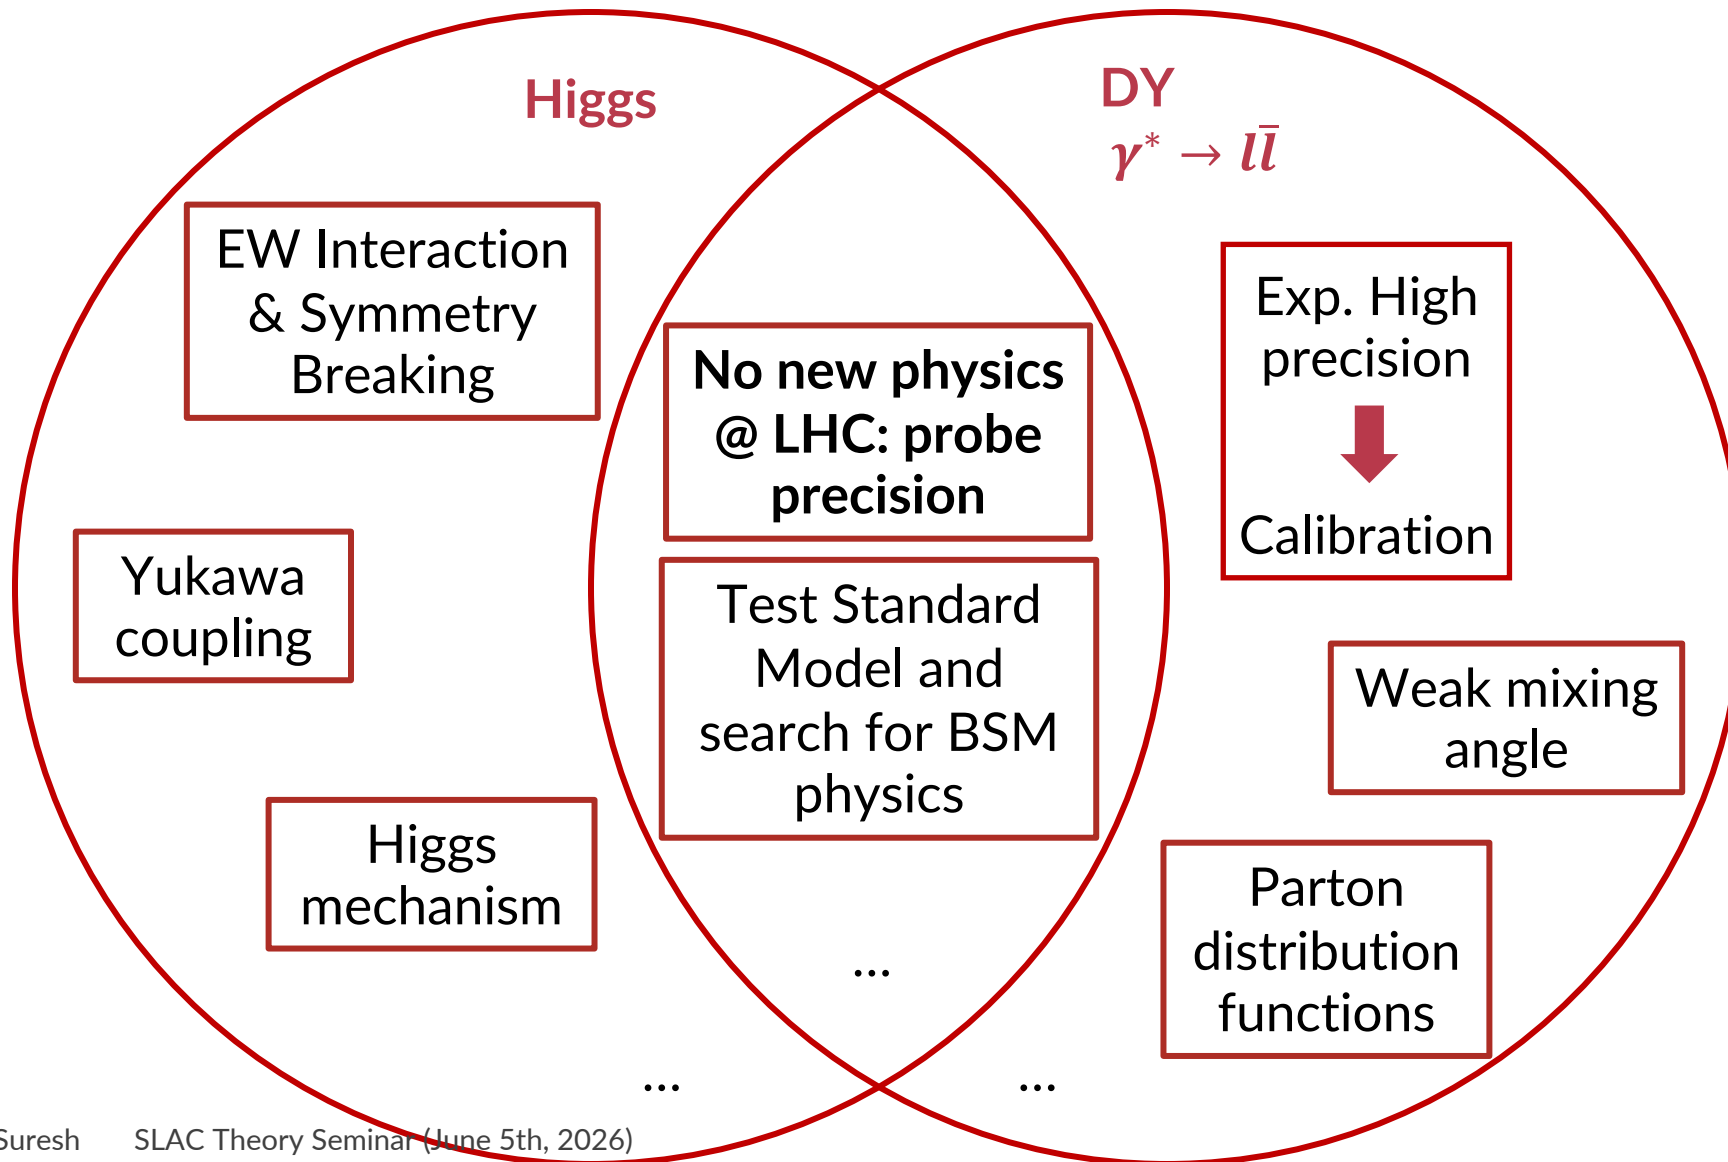 Higgs
DY
γ* → l l̄
EW Interaction
& Symmetry
Breaking
Yukawa
coupling
Higgs
mechanism
...
No new physics
@ LHC: probe
precision
Test Standard
Model and
search for BSM
physics
...
Exp. High
precision
Calibration
Weak mixing
angle
Parton
distribution
functions
...
Suresh SLAC Theory Seminar (June 5th, 2026)